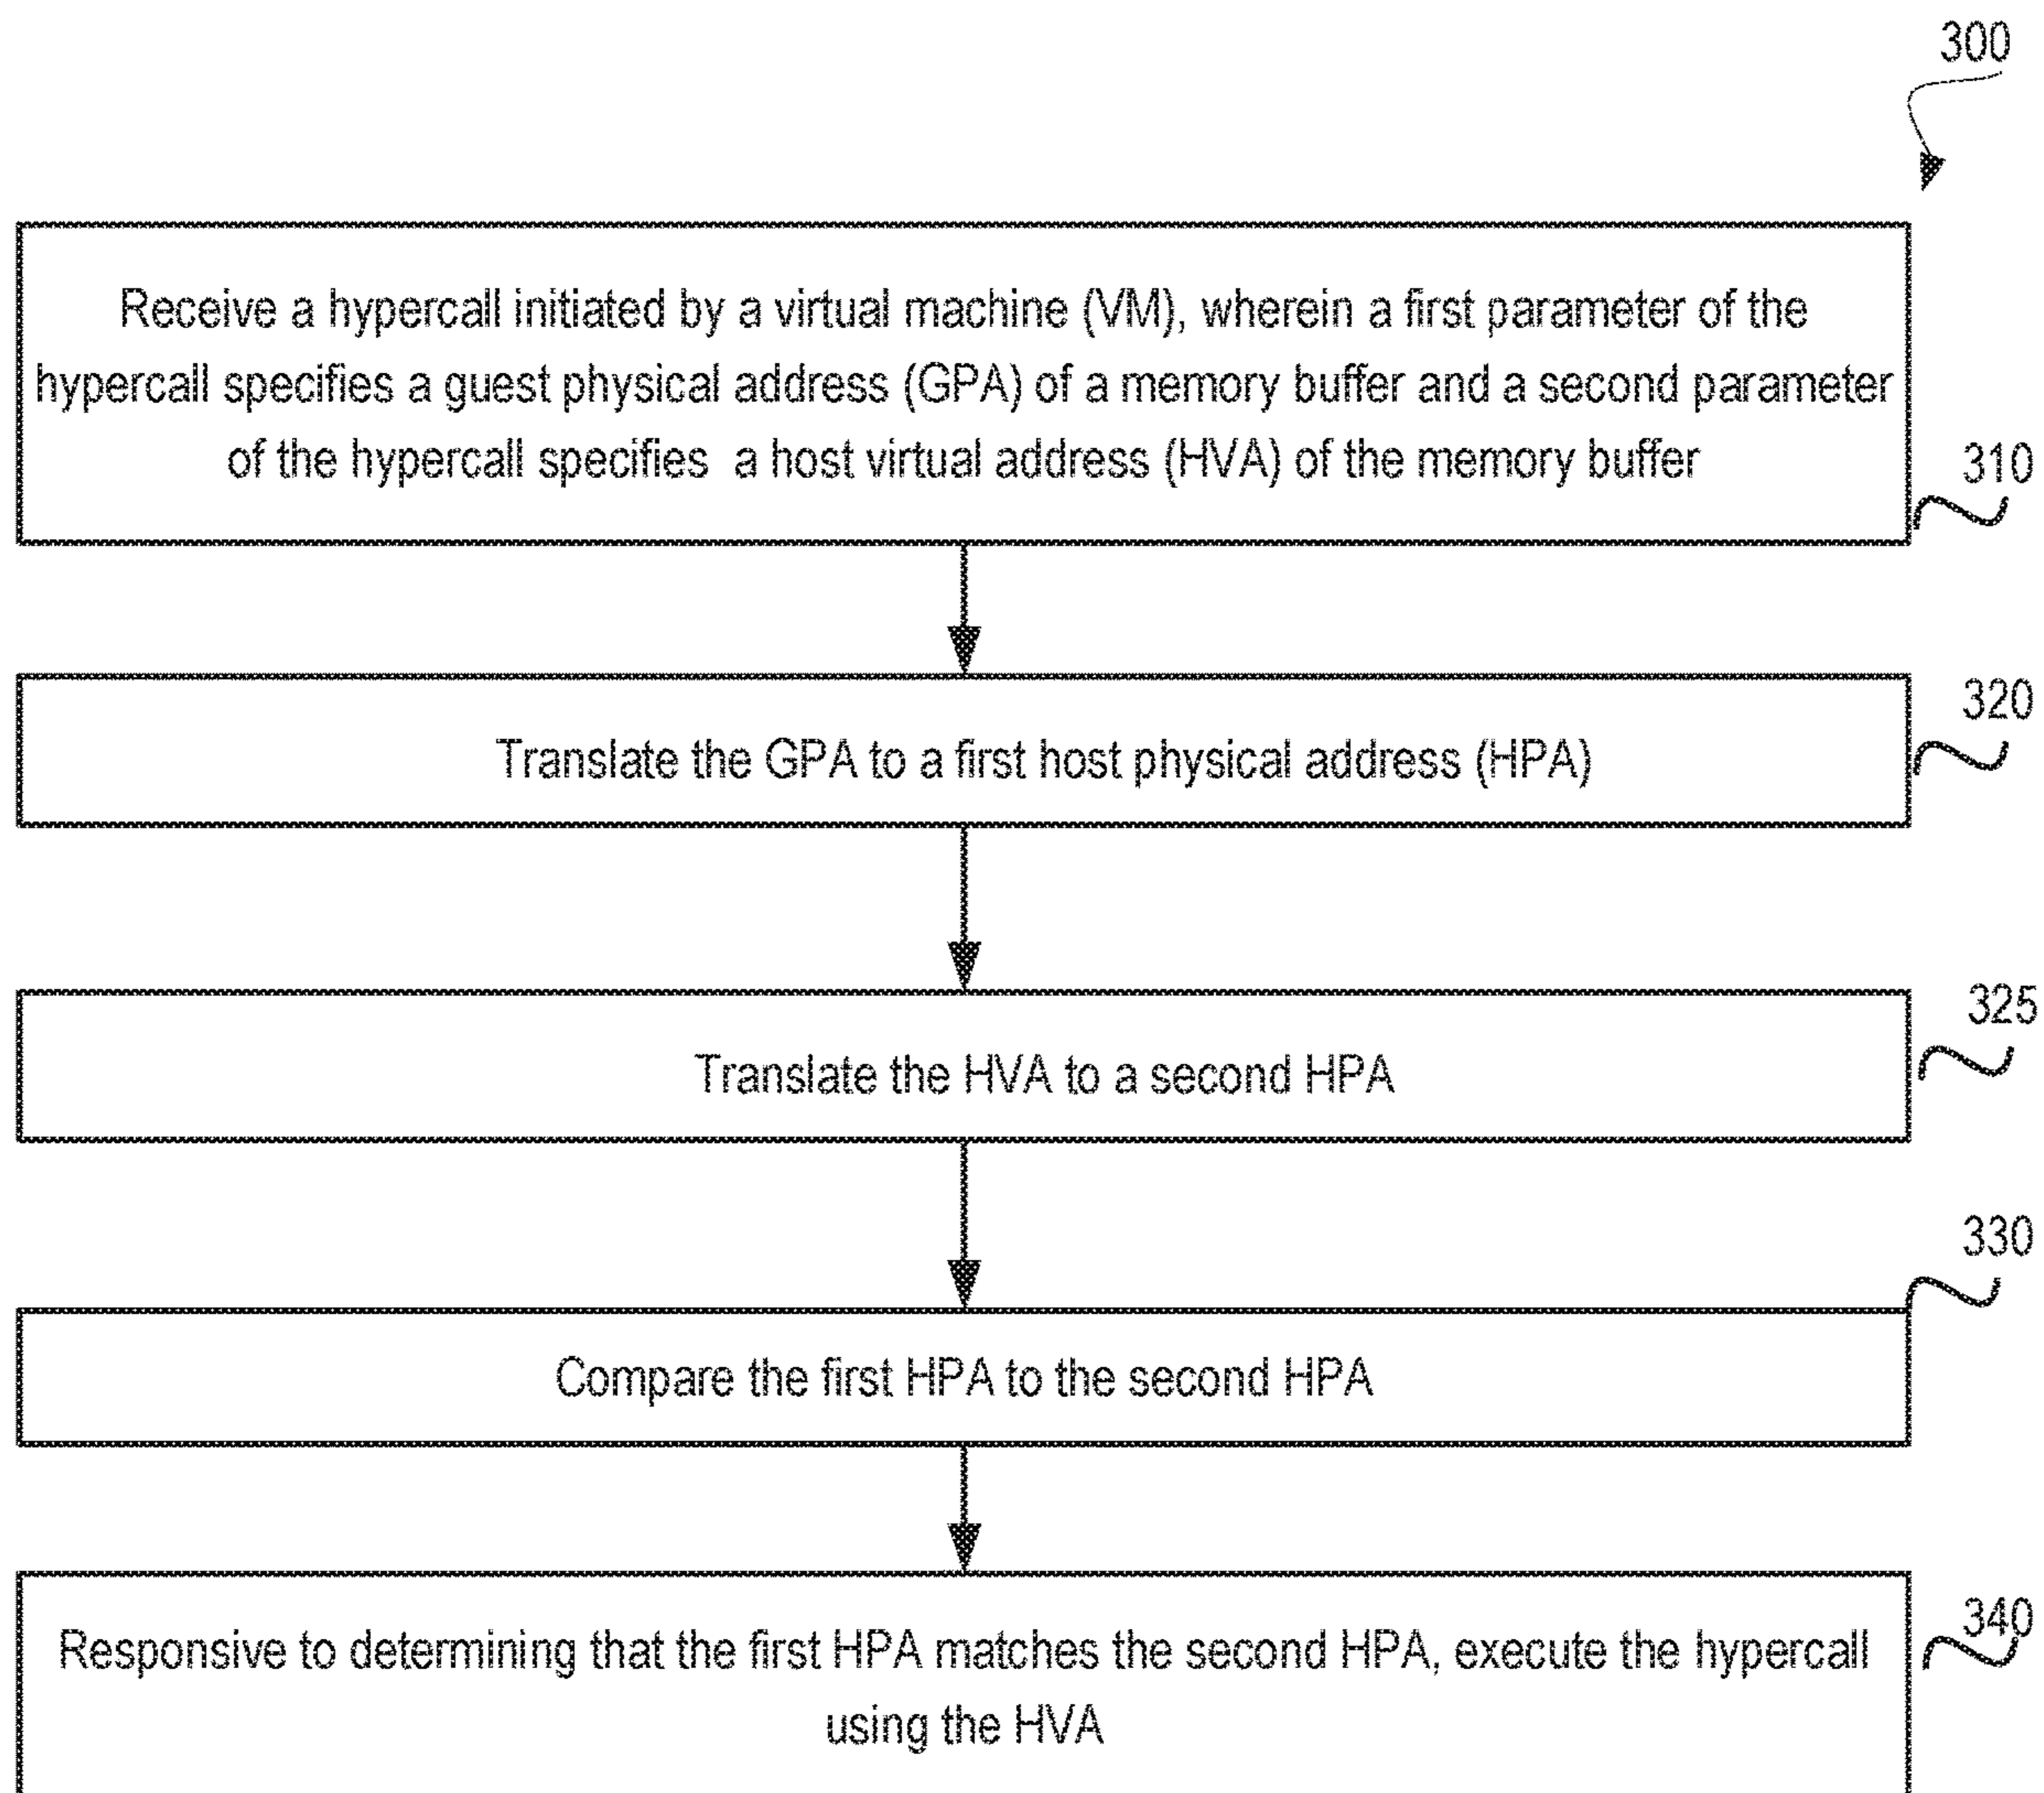 300
Receive a hypercall initiated by a virtual machine (VM), wherein a first parameter of the
hypercall specifies a guest physical address (GPA) of a memory buffer and a second parameter
of the hypercall specifies a host virtual address (HVA) of the memory buffer
310
320
Translate the GPA to a first host physical address (HPA)
325
Translate the HVA to a second HPA
330
Compare the first HPA to the second HPA
340
Responsive to determining that the first HPA matches the second HPA, execute the hypercall
using the HVA